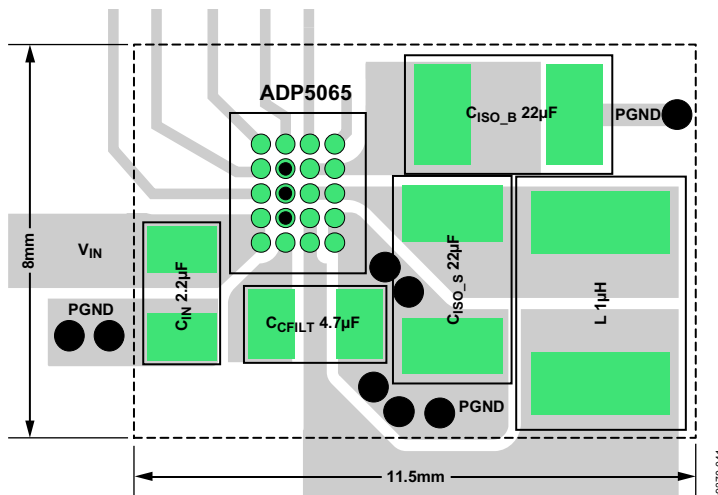 ADP5065
CISO_B 22µF
PGND
VIN
8mm
PGND
CIN 2.2µF
CCFILT 4.7µF
CISO_S 22µF
L 1µH
PGND
11.5mm